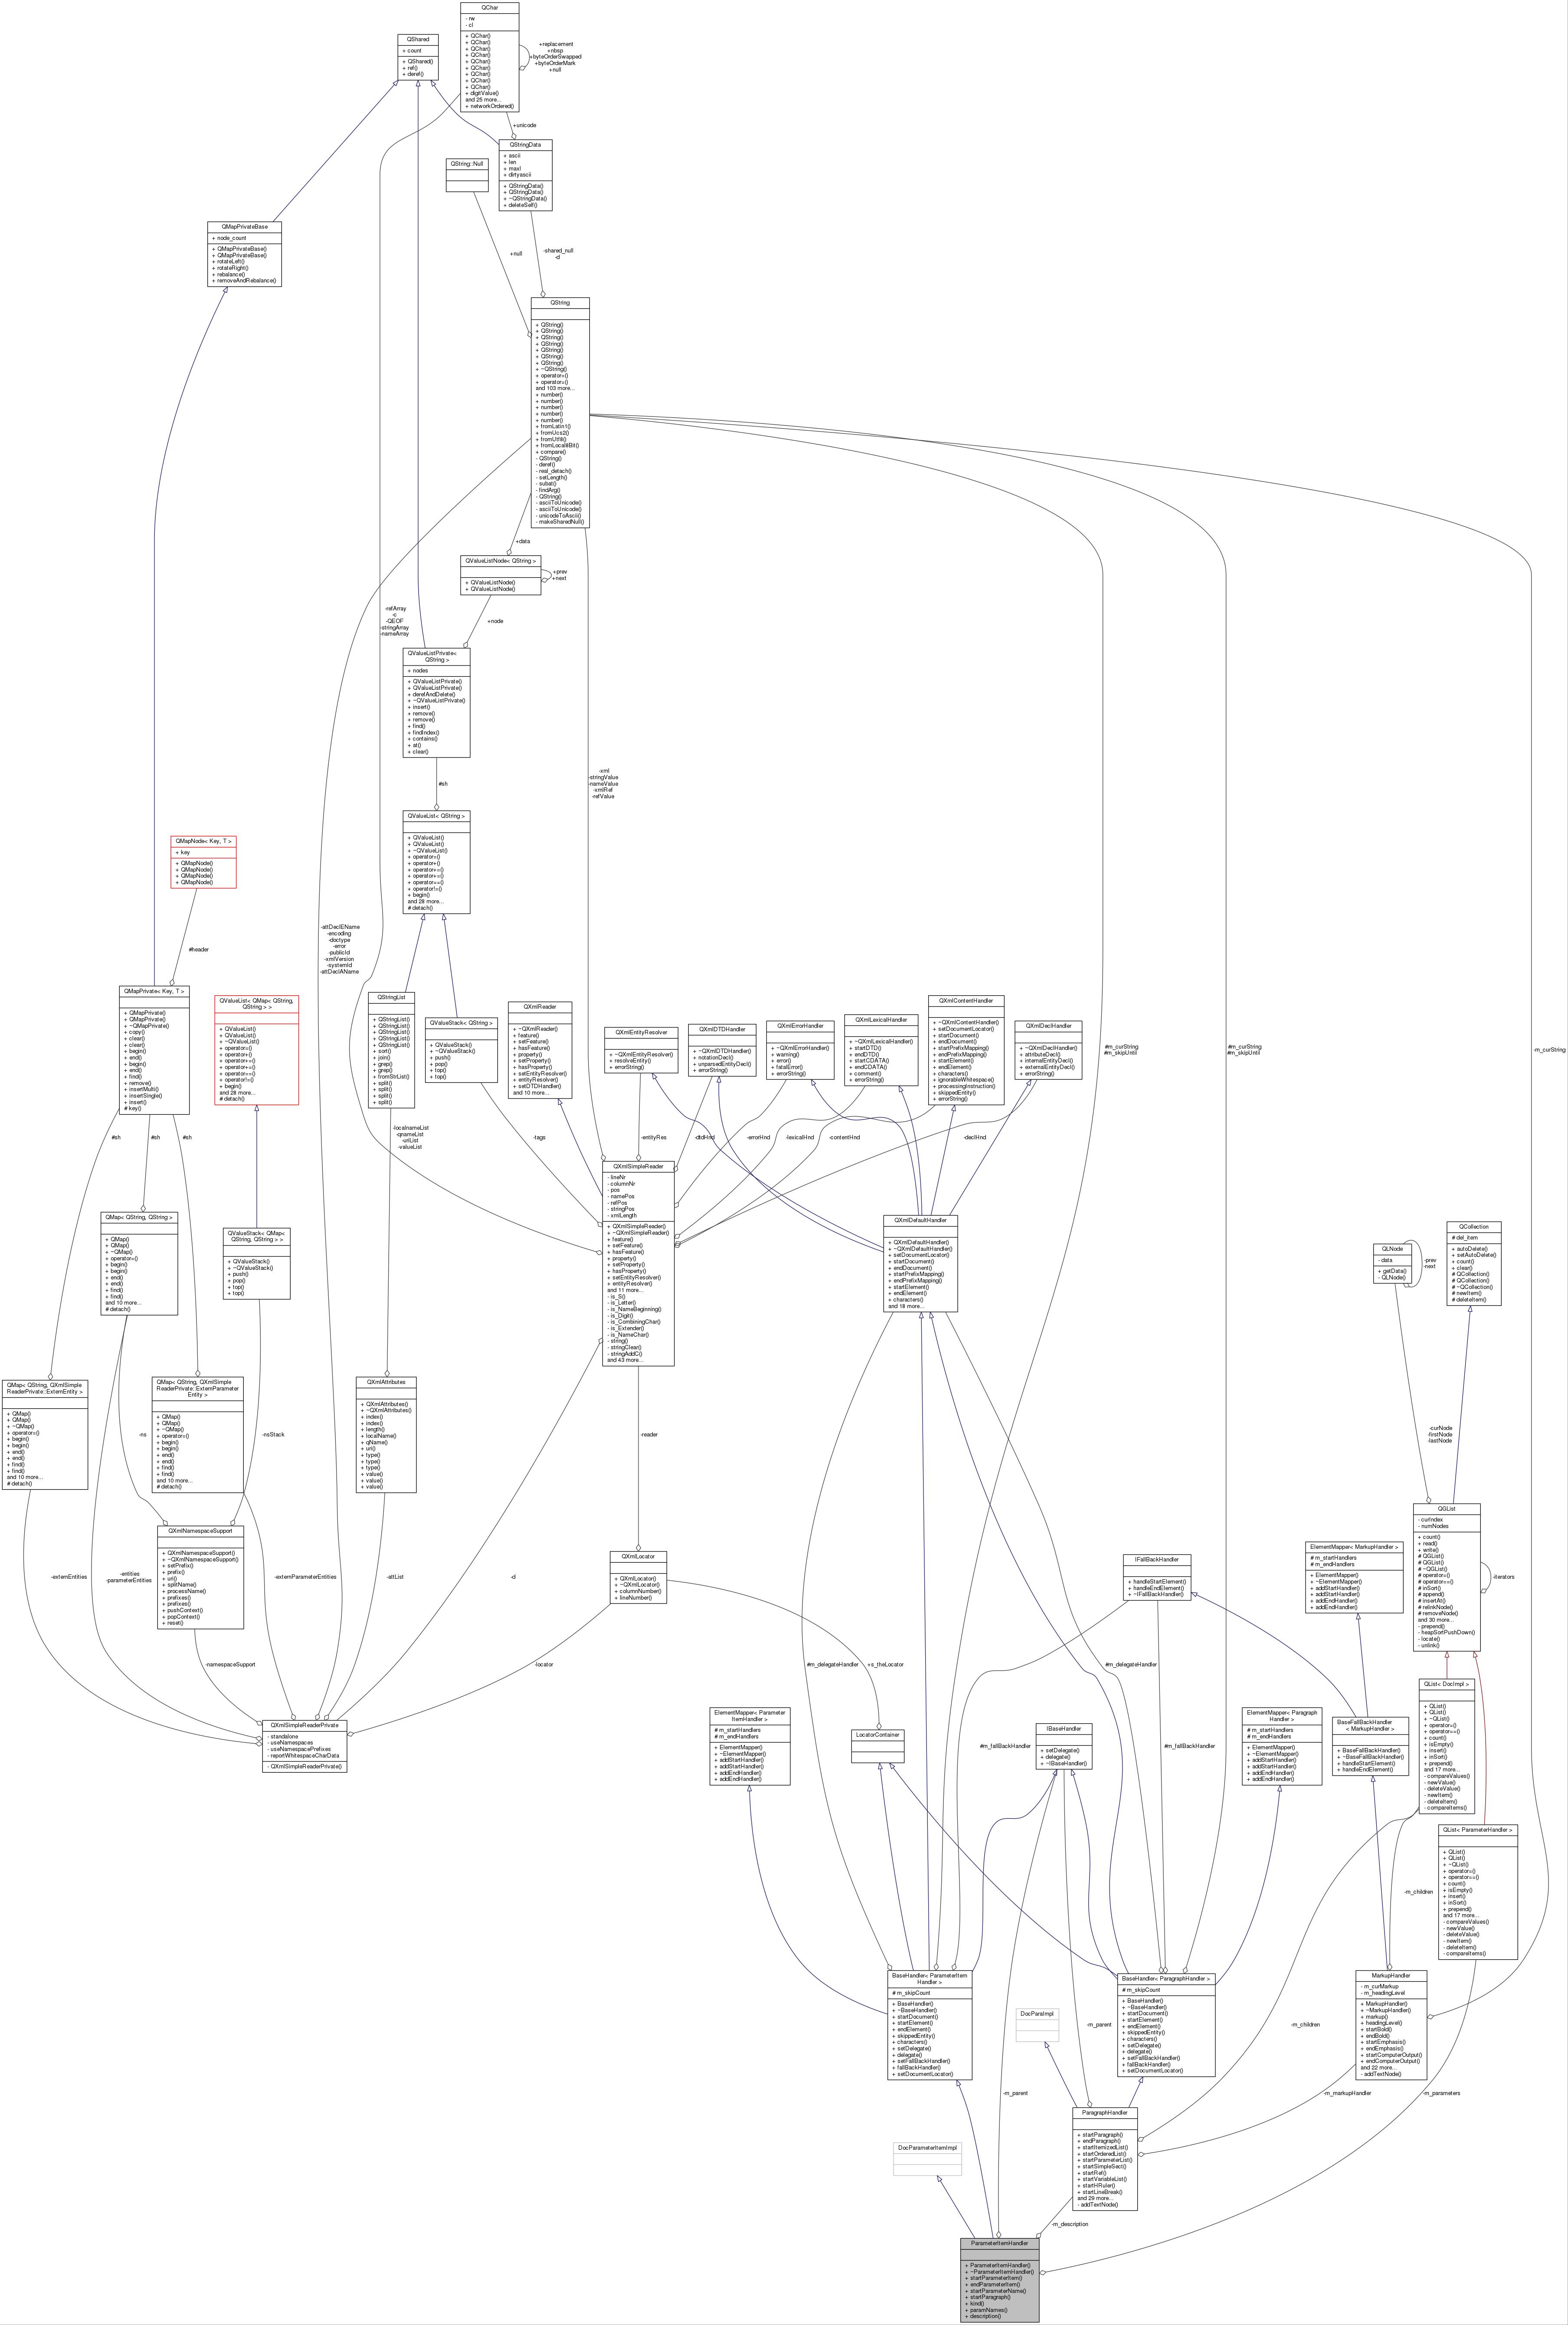 QChar
- rw
- cl
+ QChar()
+ QChar()
+ QChar()
+ QChar()
+ QChar()
+ QChar()
+ QChar()
+ QChar()
+ QChar()
+ digitValue()
and 25 more...
+ networkOrdered()
+replacement
+nbsp
+byteOrderSwapped
+byteOrderMark
+null
QShared
+ count
+ QShared()
+ ref()
+ deref()
+unicode
QStringData
+ ascii
+ len
+ maxl
+ dirtyascii
+ QStringData()
+ QStringData()
+ ~QStringData()
+ deleteSelf()
QString::Null
QMapPrivateBase
+ node_count
+ QMapPrivateBase()
+ QMapPrivateBase()
+ rotateLeft()
+ rotateRight()
+ rebalance()
+ removeAndRebalance()
+null
-shared_null
-d
QString
+ QString()
+ QString()
+ QString()
+ QString()
+ QString()
+ QString()
+ QString()
+ ~QString()
+ operator=()
+ operator=()
and 103 more...
+ number()
+ number()
+ number()
+ number()
+ number()
+ fromLatin1()
+ fromUcs2()
+ fromUtf8()
+ fromLocal8Bit()
+ compare()
- QString()
- deref()
- real_detach()
- setLength()
- subat()
- findArg()
- QString()
- asciiToUnicode()
- asciiToUnicode()
- unicodeToAscii()
- makeSharedNull()
+data
QValueListNode< QString >
+ QValueListNode()
+ QValueListNode()
+prev
+next
-refArray
-c
-QEOF
-stringArray
-nameArray
+node
QValueListPrivate<
QString >
+ nodes
+ QValueListPrivate()
+ QValueListPrivate()
+ derefAndDelete()
+ ~QValueListPrivate()
+ insert()
+ remove()
+ remove()
+ find()
+ findIndex()
+ contains()
+ at()
+ clear()
#sh
-xml
-stringValue
-nameValue
-xmlRef
-refValue
QValueList< QString >
+ QValueList()
+ QValueList()
+ ~QValueList()
+ operator=()
+ operator+()
+ operator+=()
+ operator+=()
+ operator==()
+ operator!=()
+ begin()
and 28 more...
# detach()
QMapNode< Key, T >
+ key
+ QMapNode()
+ QMapNode()
+ QMapNode()
+ QMapNode()
#header
-attDeclEName
-encoding
-doctype
-error
-publicId
-xmlVersion
-systemId
-attDeclAName
QMapPrivate< Key, T >
+ QMapPrivate()
+ QMapPrivate()
+ ~QMapPrivate()
+ copy()
+ clear()
+ clear()
+ begin()
+ end()
+ begin()
+ end()
+ find()
+ remove()
+ insertMulti()
+ insertSingle()
+ insert()
# key()
QValueList< QMap< QString,
QString > >
+ QValueList()
+ QValueList()
+ ~QValueList()
+ operator=()
+ operator+()
+ operator+=()
+ operator+=()
+ operator==()
+ operator!=()
+ begin()
and 28 more...
# detach()
QStringList
+ QStringList()
+ QStringList()
+ QStringList()
+ QStringList()
+ QStringList()
+ sort()
+ join()
+ grep()
+ grep()
+ fromStrList()
+ split()
+ split()
+ split()
+ split()
QValueStack< QString >
+ QValueStack()
+ ~QValueStack()
+ push()
+ pop()
+ top()
+ top()
QXmlReader
+ ~QXmlReader()
+ feature()
+ setFeature()
+ hasFeature()
+ property()
+ setProperty()
+ hasProperty()
+ setEntityResolver()
+ entityResolver()
+ setDTDHandler()
and 10 more...
QXmlEntityResolver
+ ~QXmlEntityResolver()
+ resolveEntity()
+ errorString()
QXmlDTDHandler
+ ~QXmlDTDHandler()
+ notationDecl()
+ unparsedEntityDecl()
+ errorString()
QXmlErrorHandler
+ ~QXmlErrorHandler()
+ warning()
+ error()
+ fatalError()
+ errorString()
QXmlLexicalHandler
+ ~QXmlLexicalHandler()
+ startDTD()
+ endDTD()
+ startCDATA()
+ endCDATA()
+ comment()
+ errorString()
QXmlContentHandler
+ ~QXmlContentHandler()
+ setDocumentLocator()
+ startDocument()
+ endDocument()
+ startPrefixMapping()
+ endPrefixMapping()
+ startElement()
+ endElement()
+ characters()
+ ignorableWhitespace()
+ processingInstruction()
+ skippedEntity()
+ errorString()
QXmlDeclHandler
+ ~QXmlDeclHandler()
+ attributeDecl()
+ internalEntityDecl()
+ externalEntityDecl()
+ errorString()
#m_curString
#m_skipUntil
#m_curString
#m_skipUntil
-m_curString
#sh
#sh
#sh
-localnameList
-qnameList
-uriList
-valueList
-tags
-entityRes
-dtdHnd
-errorHnd
-lexicalHnd
-contentHnd
-declHnd
QXmlSimpleReader
- lineNr
- columnNr
- pos
- namePos
- refPos
- stringPos
- xmlLength
+ QXmlSimpleReader()
+ ~QXmlSimpleReader()
+ feature()
+ setFeature()
+ hasFeature()
+ property()
+ setProperty()
+ hasProperty()
+ setEntityResolver()
+ entityResolver()
and 11 more...
- is_S()
- is_Letter()
- is_NameBeginning()
- is_Digit()
- is_CombiningChar()
- is_Extender()
- is_NameChar()
- string()
- stringClear()
- stringAddC()
and 43 more...
QMap< QString, QString >
+ QMap()
+ QMap()
+ ~QMap()
+ operator=()
+ begin()
+ begin()
+ end()
+ end()
+ find()
+ find()
and 10 more...
# detach()
QValueStack< QMap<
QString, QString > >
+ QValueStack()
+ ~QValueStack()
+ push()
+ pop()
+ top()
+ top()
QXmlDefaultHandler
+ QXmlDefaultHandler()
+ ~QXmlDefaultHandler()
+ setDocumentLocator()
+ startDocument()
+ endDocument()
+ startPrefixMapping()
+ endPrefixMapping()
+ startElement()
+ endElement()
+ characters()
and 18 more...
QLNode
- data
+ getData()
- QLNode()
-prev
-next
QCollection
# del_item
+ autoDelete()
+ setAutoDelete()
+ count()
+ clear()
# QCollection()
# QCollection()
# ~QCollection()
# newItem()
# deleteItem()
QMap< QString, QXmlSimple
ReaderPrivate::ExternEntity >
+ QMap()
+ QMap()
+ ~QMap()
+ operator=()
+ begin()
+ begin()
+ end()
+ end()
+ find()
+ find()
and 10 more...
# detach()
-ns
QMap< QString, QXmlSimple
ReaderPrivate::ExternParameter
Entity >
+ QMap()
+ QMap()
+ ~QMap()
+ operator=()
+ begin()
+ begin()
+ end()
+ end()
+ find()
+ find()
and 10 more...
# detach()
-nsStack
QXmlAttributes
+ QXmlAttributes()
+ ~QXmlAttributes()
+ index()
+ index()
+ length()
+ localName()
+ qName()
+ uri()
+ type()
+ type()
+ type()
+ value()
+ value()
+ value()
-reader
-curNode
-firstNode
-lastNode
QGList
- curIndex
- numNodes
+ count()
+ read()
+ write()
# QGList()
# QGList()
# ~QGList()
# operator=()
# operator==()
# inSort()
# append()
# insertAt()
# relinkNode()
# removeNode()
and 30 more...
- prepend()
- heapSortPushDown()
- locate()
- unlink()
-iterators
QXmlNamespaceSupport
+ QXmlNamespaceSupport()
+ ~QXmlNamespaceSupport()
+ setPrefix()
+ prefix()
+ uri()
+ splitName()
+ processName()
+ prefixes()
+ prefixes()
+ pushContext()
+ popContext()
+ reset()
-externEntities
-entities
-parameterEntities
-externParameterEntities
-attList
-d
QXmlLocator
+ QXmlLocator()
+ ~QXmlLocator()
+ columnNumber()
+ lineNumber()
IFallBackHandler
+ handleStartElement()
+ handleEndElement()
+ ~IFallBackHandler()
ElementMapper< MarkupHandler >
# m_startHandlers
# m_endHandlers
+ ElementMapper()
+ ~ElementMapper()
+ addStartHandler()
+ addStartHandler()
+ addEndHandler()
+ addEndHandler()
-namespaceSupport
-locator
#m_delegateHandler
+s_theLocator
#m_delegateHandler
QXmlSimpleReaderPrivate
- standalone
- useNamespaces
- useNamespacePrefixes
- reportWhitespaceCharData
- QXmlSimpleReaderPrivate()
ElementMapper< Parameter
ItemHandler >
# m_startHandlers
# m_endHandlers
+ ElementMapper()
+ ~ElementMapper()
+ addStartHandler()
+ addStartHandler()
+ addEndHandler()
+ addEndHandler()
LocatorContainer
#m_fallBackHandler
IBaseHandler
+ setDelegate()
+ delegate()
+ ~IBaseHandler()
#m_fallBackHandler
ElementMapper< Paragraph
Handler >
# m_startHandlers
# m_endHandlers
+ ElementMapper()
+ ~ElementMapper()
+ addStartHandler()
+ addStartHandler()
+ addEndHandler()
+ addEndHandler()
BaseFallBackHandler
< MarkupHandler >
+ BaseFallBackHandler()
+ ~BaseFallBackHandler()
+ handleStartElement()
+ handleEndElement()
QList< DocImpl >
+ QList()
+ QList()
+ ~QList()
+ operator=()
+ operator==()
+ count()
+ isEmpty()
+ insert()
+ inSort()
+ prepend()
and 17 more...
- compareValues()
- newValue()
- deleteValue()
- newItem()
- deleteItem()
- compareItems()
QList< ParameterHandler >
+ QList()
+ QList()
+ ~QList()
+ operator=()
+ operator==()
+ count()
+ isEmpty()
+ insert()
+ inSort()
+ prepend()
and 17 more...
- compareValues()
- newValue()
- deleteValue()
- newItem()
- deleteItem()
- compareItems()
-m_children
BaseHandler< ParameterItem
Handler >
# m_skipCount
+ BaseHandler()
+ ~BaseHandler()
+ startDocument()
+ startElement()
+ endElement()
+ skippedEntity()
+ characters()
+ setDelegate()
+ delegate()
+ setFallBackHandler()
+ fallBackHandler()
+ setDocumentLocator()
BaseHandler< ParagraphHandler >
# m_skipCount
+ BaseHandler()
+ ~BaseHandler()
+ startDocument()
+ startElement()
+ endElement()
+ skippedEntity()
+ characters()
+ setDelegate()
+ delegate()
+ setFallBackHandler()
+ fallBackHandler()
+ setDocumentLocator()
MarkupHandler
- m_curMarkup
- m_headingLevel
+ MarkupHandler()
+ ~MarkupHandler()
+ markup()
+ headingLevel()
+ startBold()
+ endBold()
+ startEmphasis()
+ endEmphasis()
+ startComputerOutput()
+ endComputerOutput()
and 22 more...
- addTextNode()
DocParaImpl
-m_parent
-m_children
-m_parent
-m_markupHandler
-m_parameters
ParagraphHandler
+ startParagraph()
+ endParagraph()
+ startItemizedList()
+ startOrderedList()
+ startParameterList()
+ startSimpleSect()
+ startRef()
+ startVariableList()
+ startHRuler()
+ startLineBreak()
and 29 more...
- addTextNode()
DocParameterItemImpl
-m_description
ParameterItemHandler
+ ParameterItemHandler()
+ ~ParameterItemHandler()
+ startParameterItem()
+ endParameterItem()
+ startParameterName()
+ startParagraph()
+ kind()
+ paramNames()
+ description()